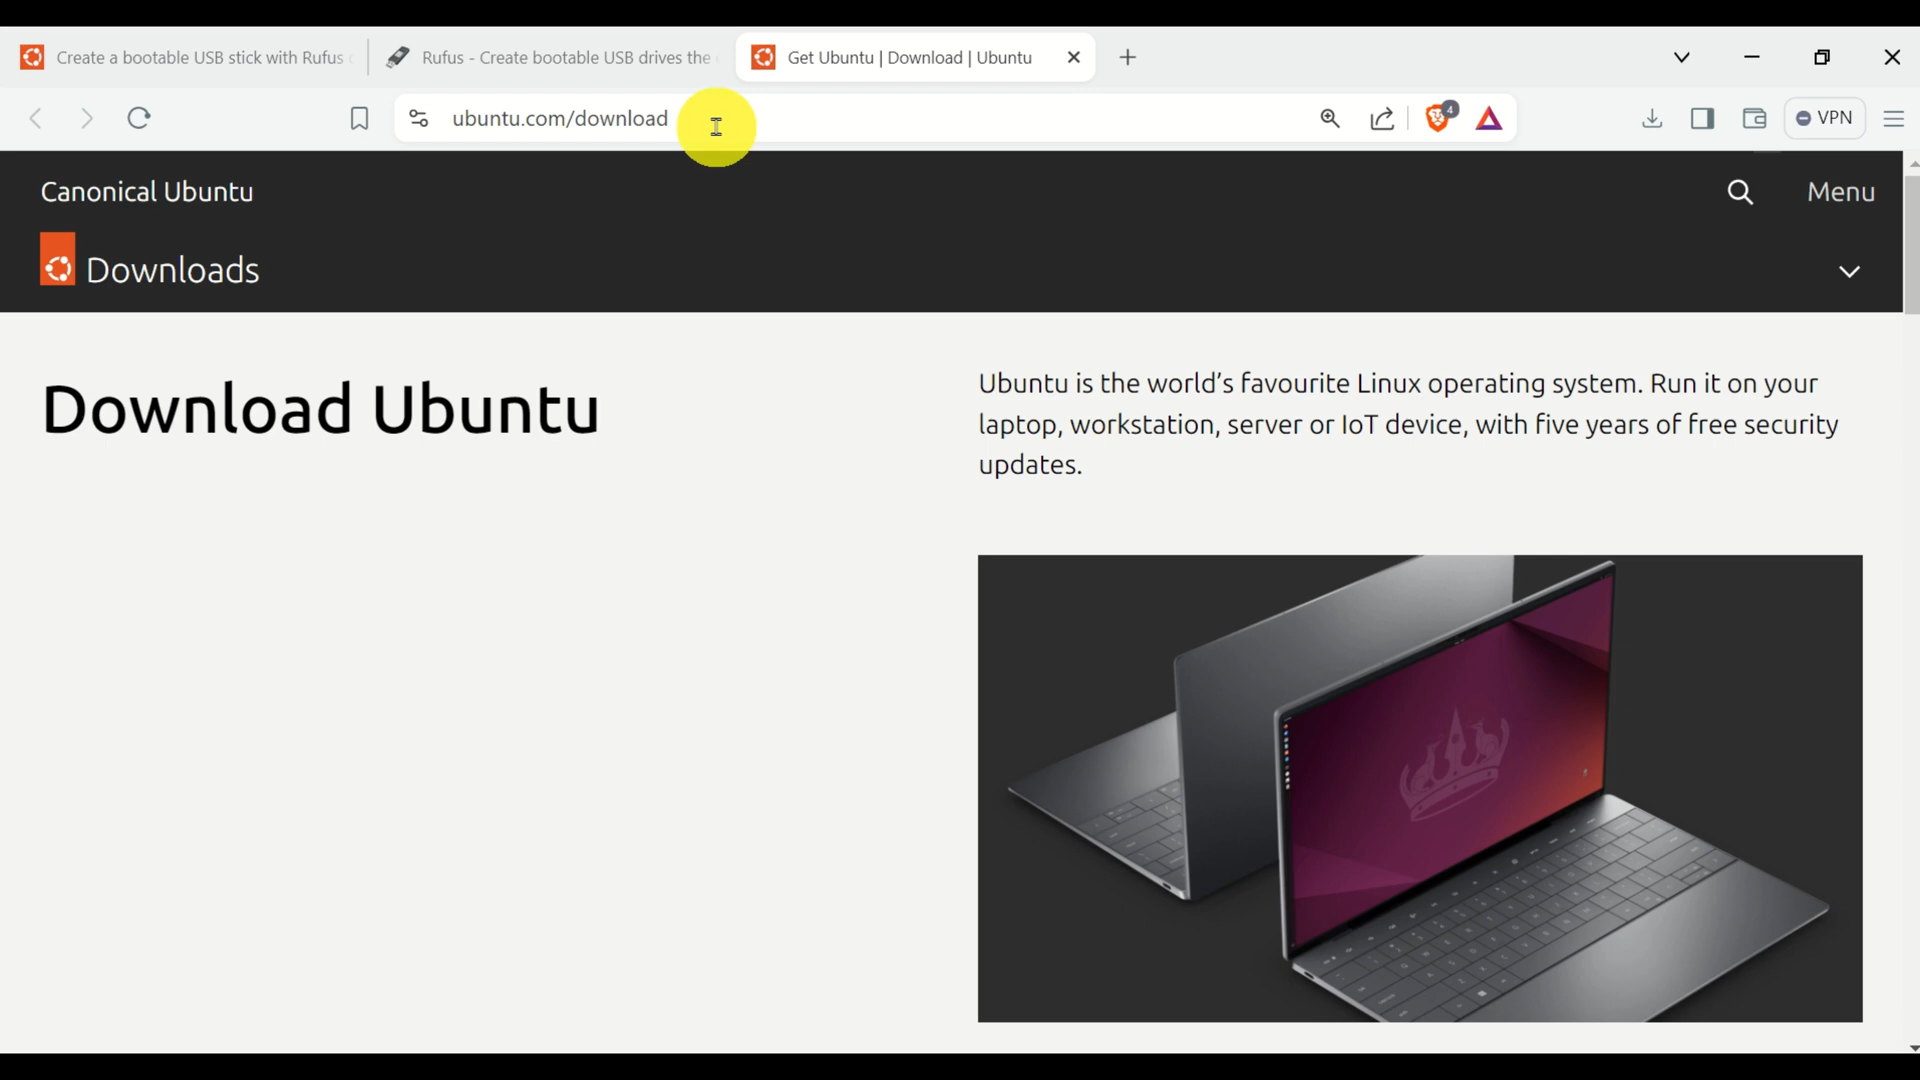 Create a bootable USB stick with Rufus
Rufus - Create bootable USB drives the
Get Ubuntu | Download | Ubuntu
ubuntu.com/download
4
VPN
Canonical Ubuntu
Menu
Downloads
Download Ubuntu
Ubuntu is the world’s favourite Linux operating system. Run it on your
laptop, workstation, server or IoT device, with five years of free security
updates.